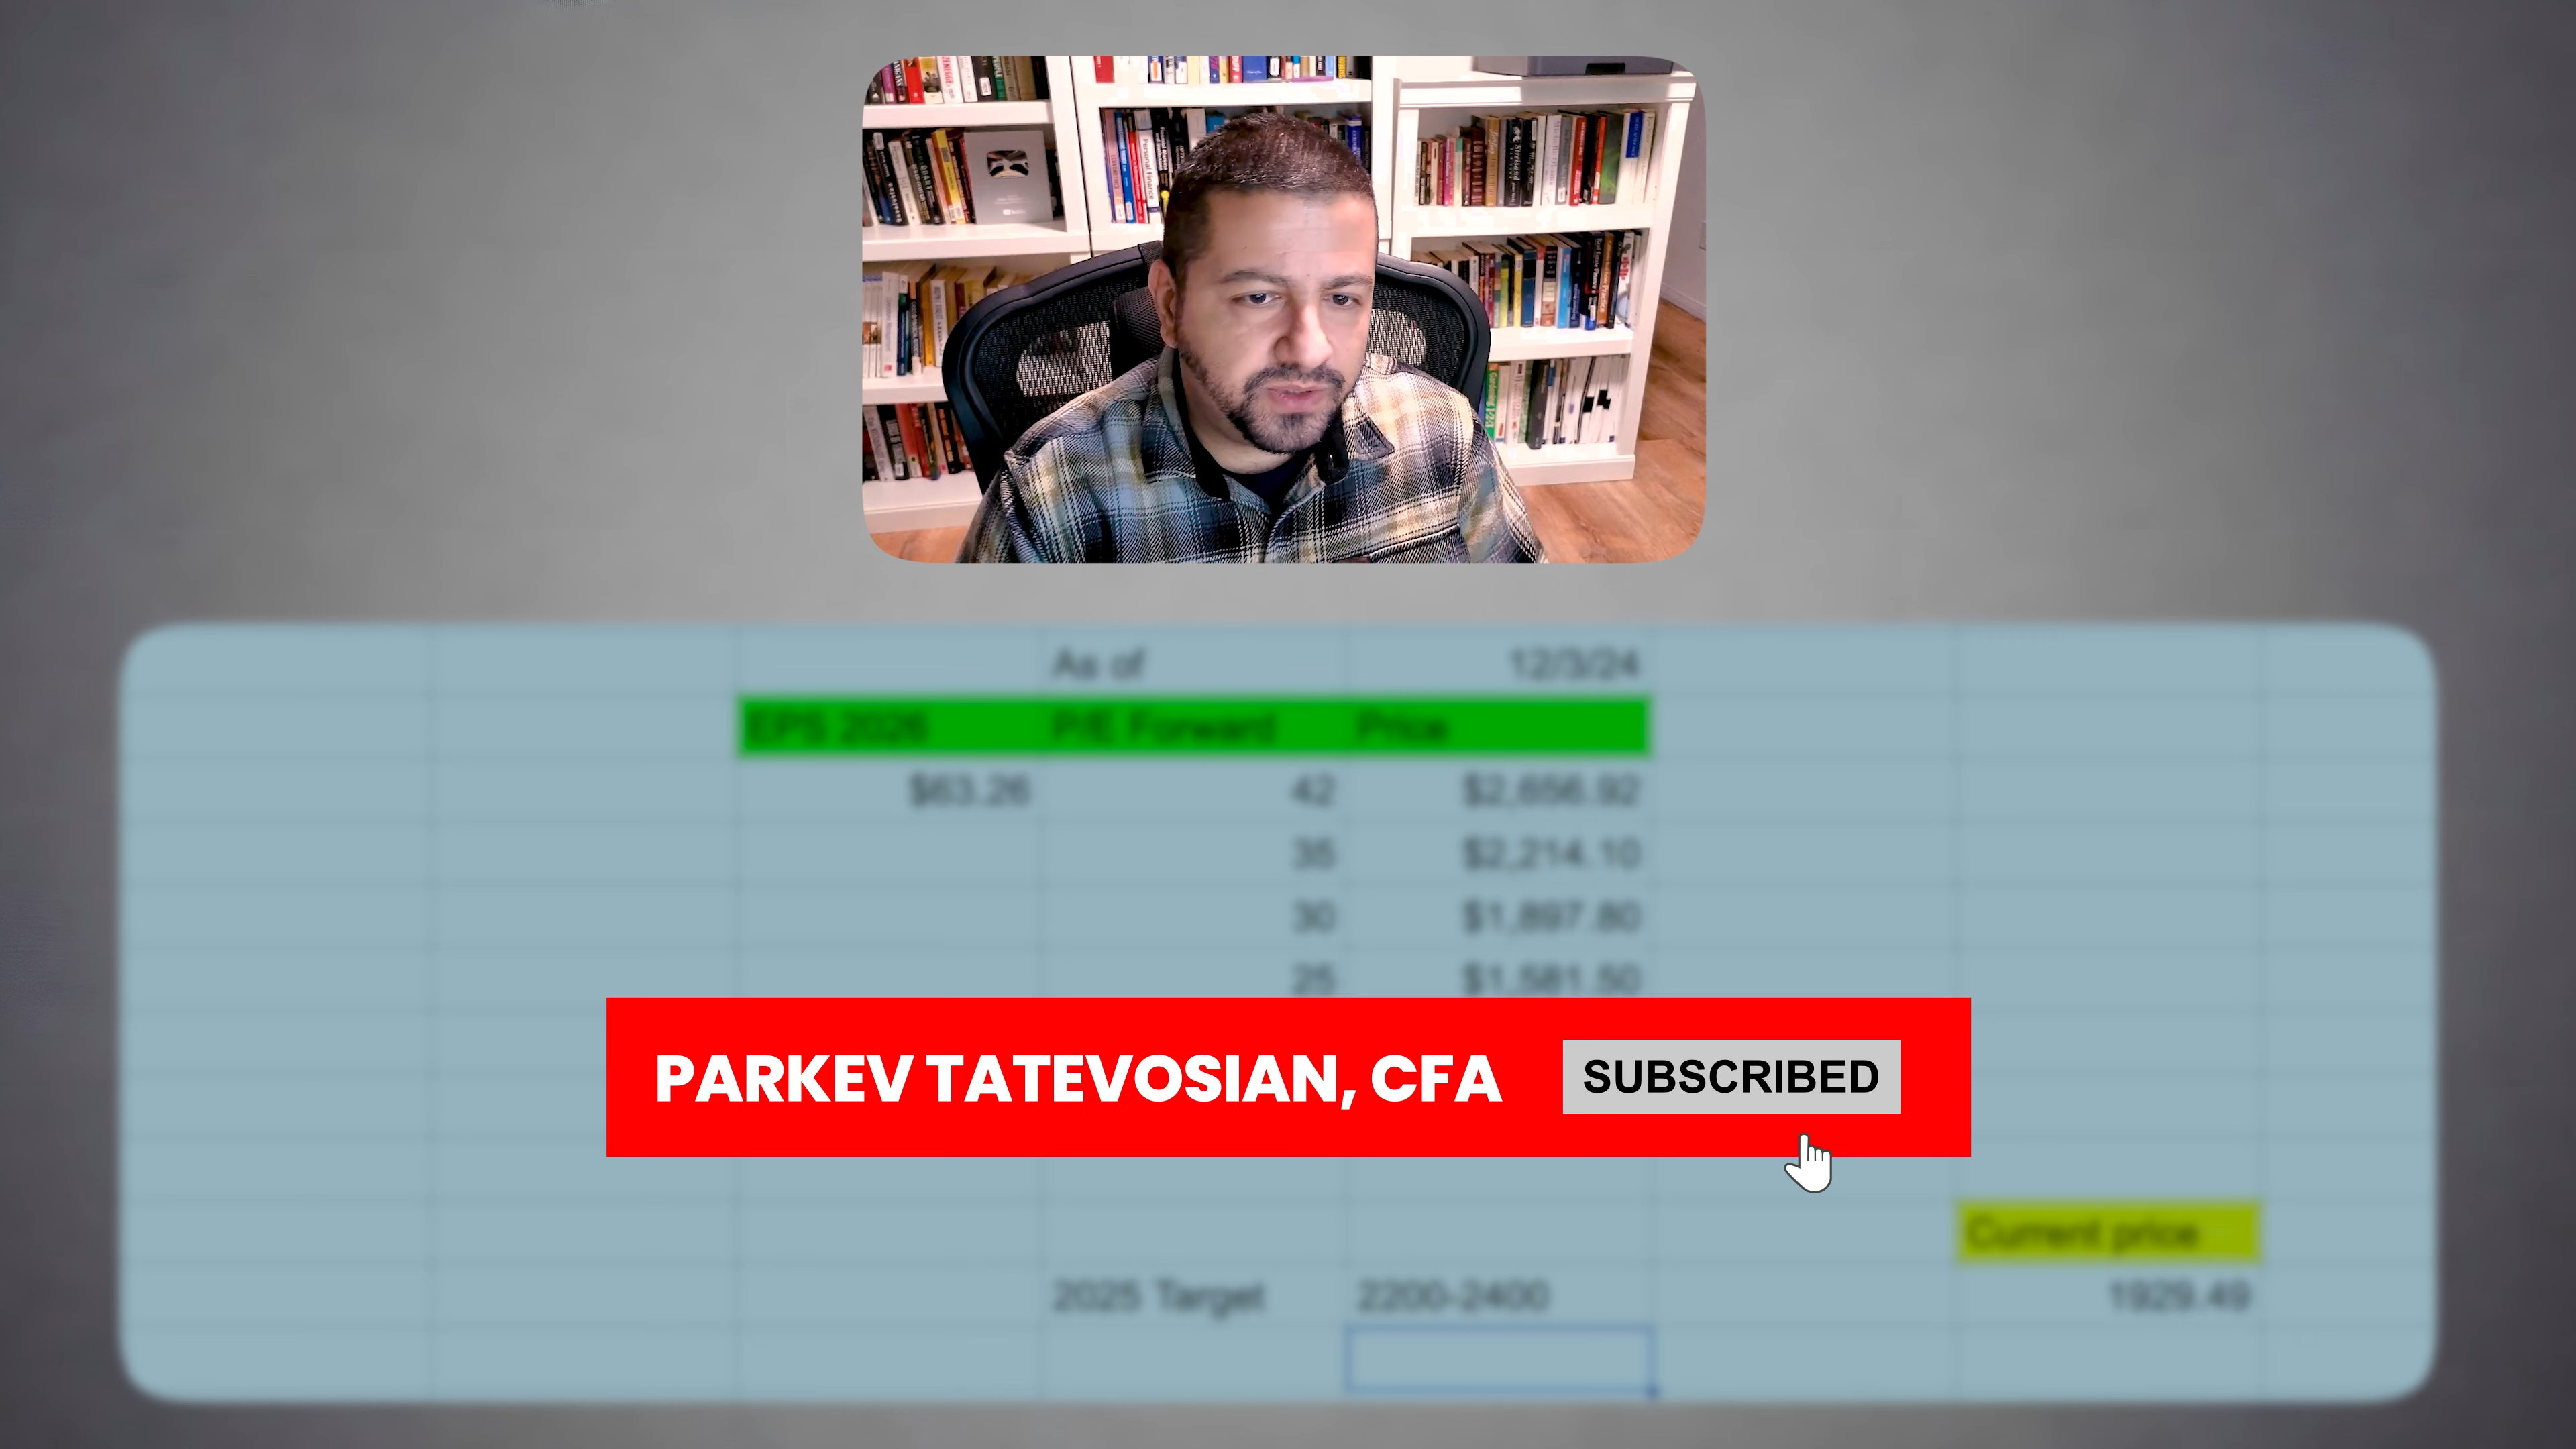 As of 12/3/24
EPS 2026 P/E Forward Price
$63.26 42 $2,656.92
35 $2,214.10
30 $1,897.80
25 $1,581.50
PARKEV TATEVOSIAN, CFA SUBSCRIBED
Current price
2025 Target 2200-2400 1929.49